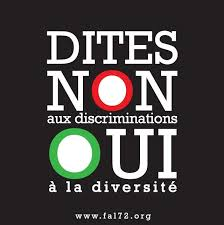 DITES
NON
aux discriminations
OUI
à la diversité
www.fal72.org